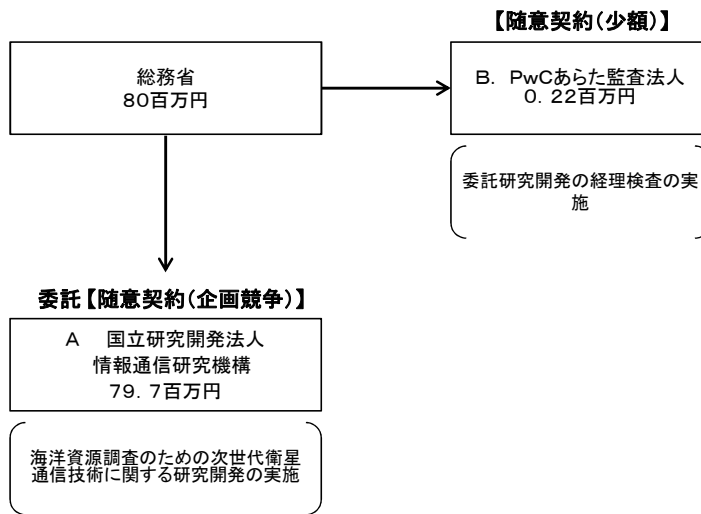 【随意契約(少額)】
総務省
80百万円
B. PwCあらた監査法人
0. 22百万円
委託研究開発の経理検査の実
施
委託【随意契約(企画競争)】
A 国立研究開発法人
情報通信研究機構
79. 7百万円
海洋資源調査のための次世代衛星
通信技術に関する研究開発の実施